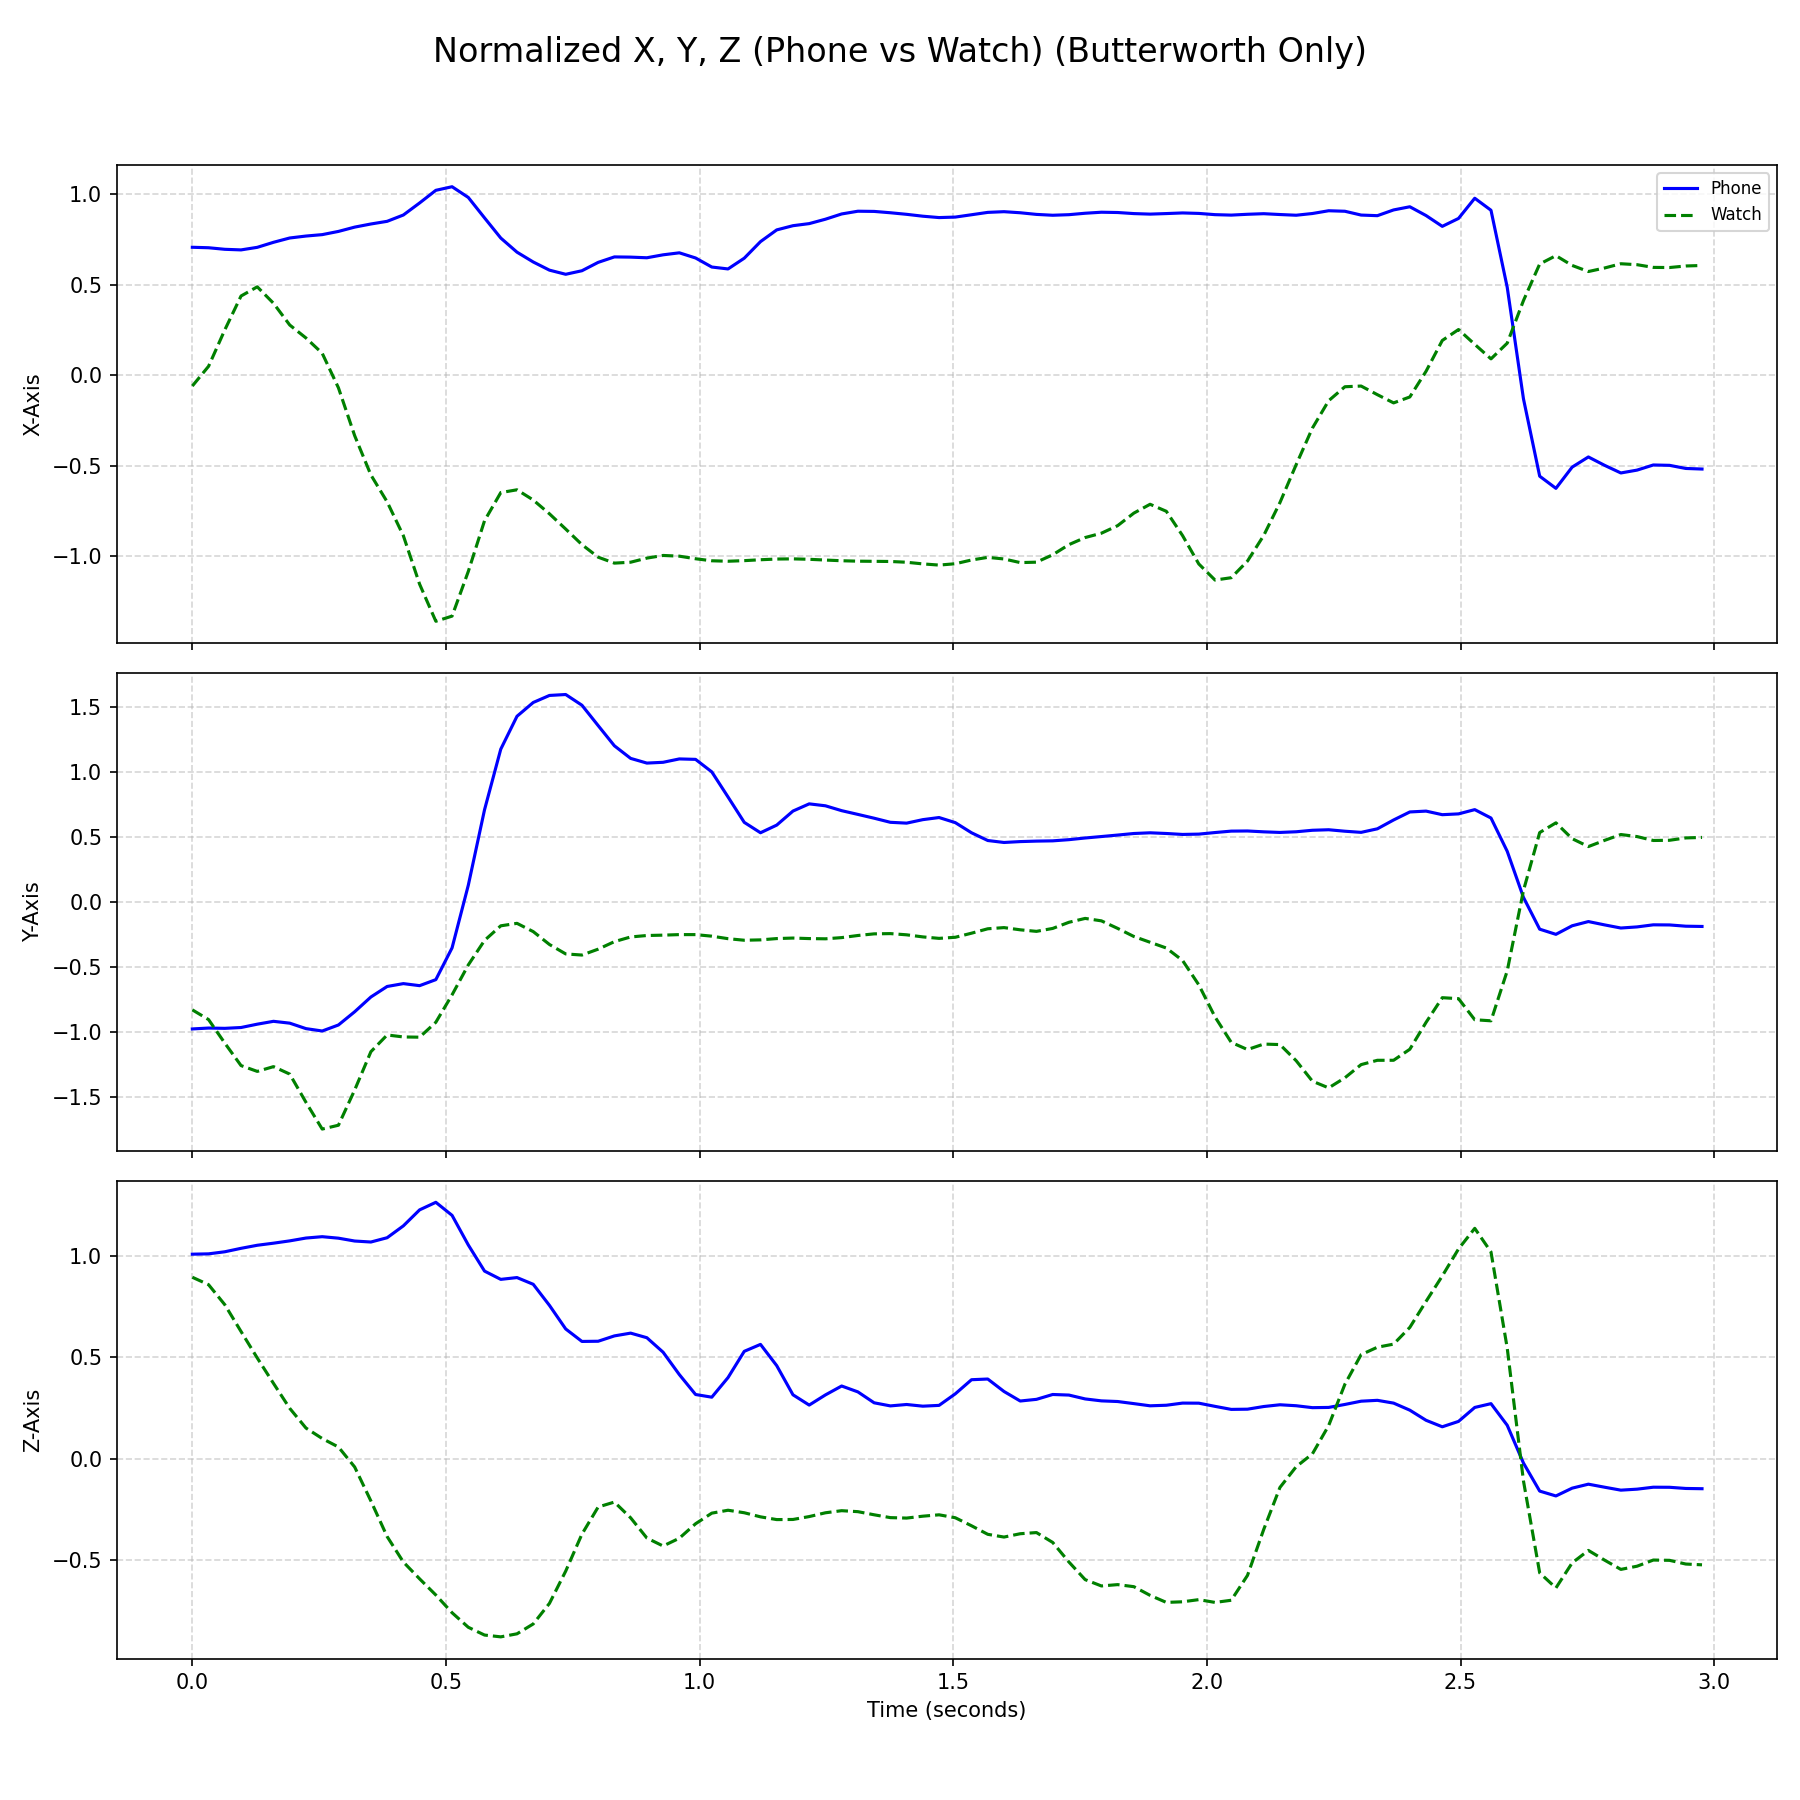 Normalized X, Y, Z (Phone vs Watch) (Butterworth Only)
Phone
Watch
X-Axis
1.0
0.5
0.0
−0.5
−1.0
Y-Axis
1.5
1.0
0.5
0.0
−0.5
−1.0
−1.5
Z-Axis
1.0
0.5
0.0
−0.5
0.0 0.5 1.0 1.5 2.0 2.5 3.0
Time (seconds)